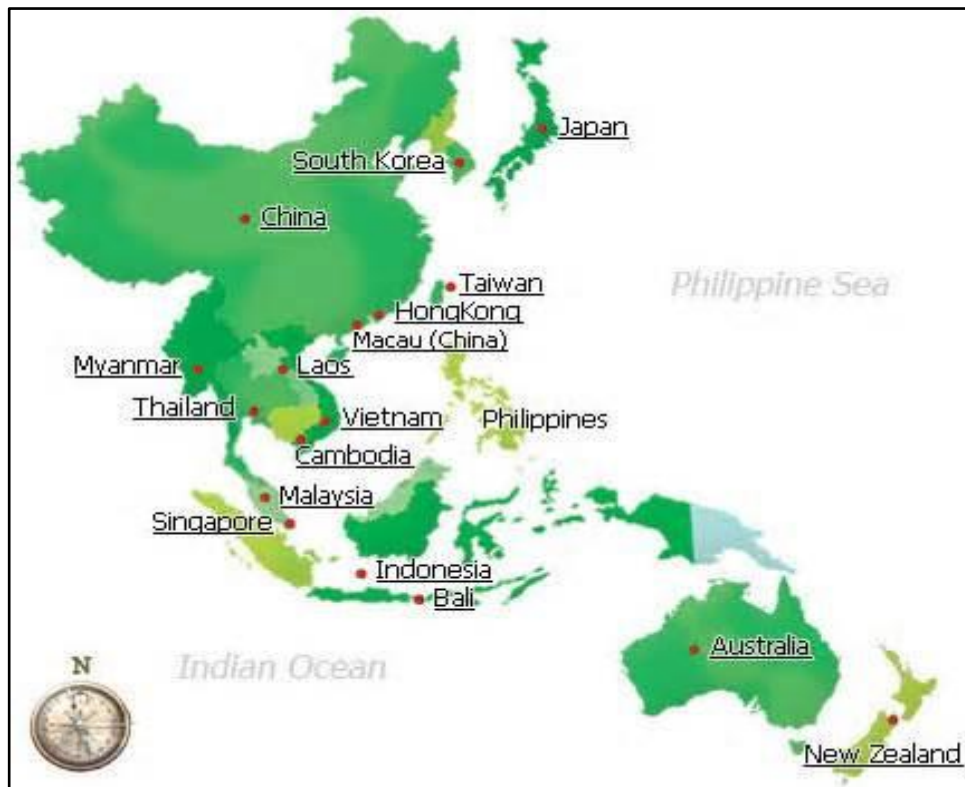 Japan
South Korea
China
Philippine Sea
Taiwan
HongKong
Macau (China)
Myanmar
Laos
Thailand
Vietnam
Philippines
Cambodia
Malaysia
Singapore
Indonesia
Bali
Australia
Indian Ocean
N
New Zealand